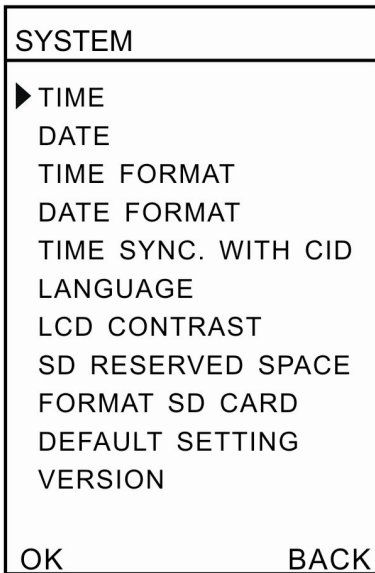 SYSTEM
TIME
DATE
TIME FORMAT
DATE FORMAT
TIME SYNC. WITH CID
LANGUAGE
LCD CONTRAST
SD RESERVED SPACE
FORMAT SD CARD
DEFAULT SETTING
VERSION
OK BACK